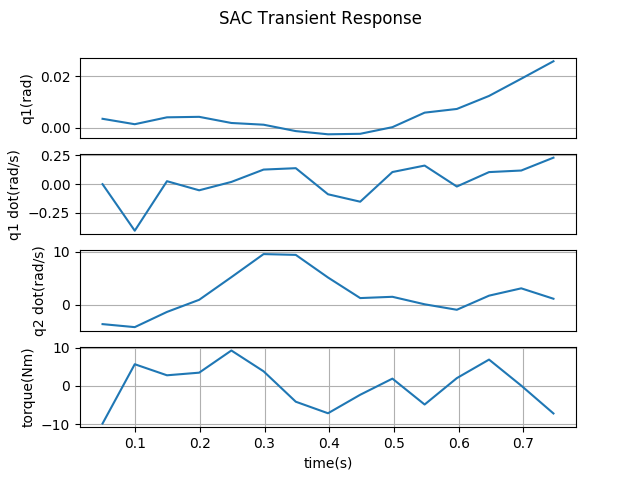 SAC Transient Response
q1(rad)
0.02
0.00
q1 dot(rad/s)
0.25
0.00
−0.25
q2 dot(rad/s)
10
0
torque(Nm)
10
0
−10
0.1 0.2 0.3 0.4 0.5 0.6 0.7
time(s)